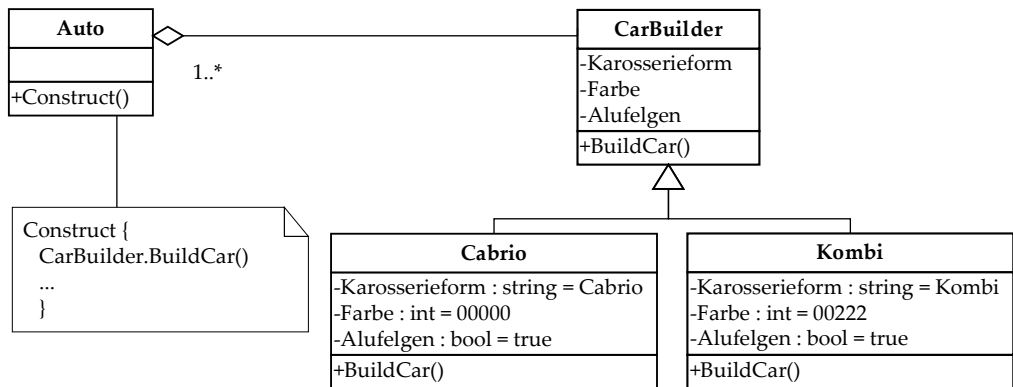 Auto
+Construct()
1..*
CarBuilder
-Karosserieform
-Farbe
-Alufelgen
+BuildCar()
Construct {
CarBuilder.BuildCar()
...
}
Cabrio
-Karosserieform : string = Cabrio
-Farbe : int = 00000
-Alufelgen : bool = true
+BuildCar()
Kombi
-Karosserieform : string = Kombi
-Farbe : int = 00222
-Alufelgen : bool = true
+BuildCar()